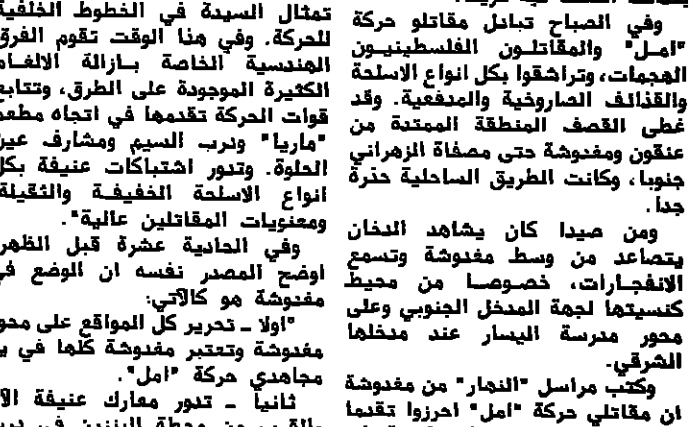 وفي الصباح تبادل مقاتلو حركة
"امل" والمقاتلون الفلسطينيون
الهجمات، وتراشقوا بكل انواع الاسلحة
والقذائف الصاروخية والمدفعية. وقد
غطى القصف المنطقة الممتدة من
عنقون ومغدوشة حتى مصفاة الزهراني
جنوبا، وكانت الطريق الساحلية حذرة
جدا.
ومن صيدا كان يشاهد الدخان
يتصاعد من وسط مغدوشة وتسمع
الانفجارات، خصوصا من محيط
كنسيتها لجهة المدخل الجنوبي وعلى
محور مدرسة اليسار عند مدخلها
الشرقي.
وكتب مراسل "النهار" من مغدوشة
ان مقاتلي حركة "امل" احرزوا تقدما
تمثال السيدة في الخطوط الخلفية
للحركة. وفي هذا الوقت تقوم الفرق
الهندسية الخاصة بازالة الالغام
الكثيرة الموجودة على الطرق، وتتابع
قوات الحركة تقدمها في اتجاه مطعم
"ماريا" ودرب السيم ومشارف عين
الحلوة. وتدور اشتباكات عنيفة بكل
انواع الاسلحة الخفيفة والثقيلة
ومعنويات المقاتلين عالية".
وفي الحادية عشرة قبل الظهر
اوضح المصدر نفسه ان الوضع في
مغدوشة هو كالآتي:
"اولا - تحرير كل المواقع على محور
مغدوشة وتعتبر مغدوشة كلها في ي
مجاهدي حركة "امل".
ثانيا - تدور معارك عنيفة الآ
من محطة البنزين في